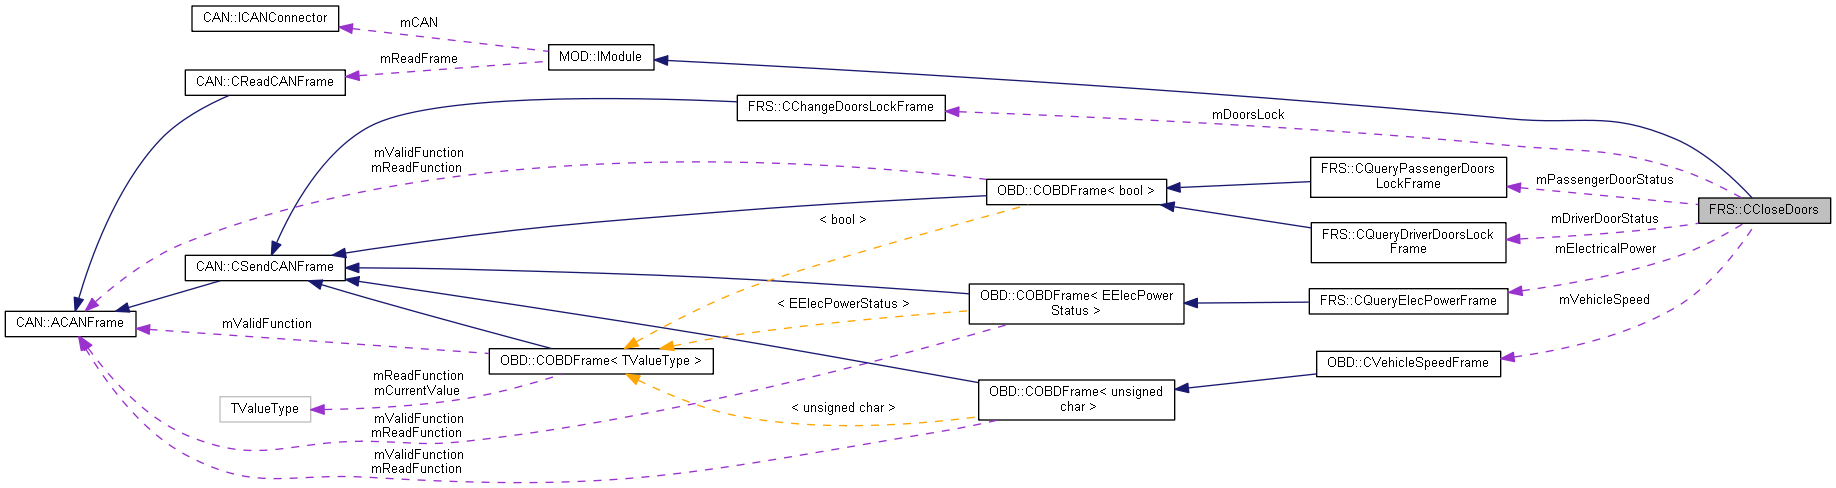 CAN::ICANConnector
mCAN
MOD::IModule
mReadFrame
CAN::CReadCANFrame
FRS::CChangeDoorsLockFrame
mDoorsLock
mValidFunction
mReadFunction
OBD::COBDFrame< bool >
FRS::CQueryPassengerDoors
LockFrame
mPassengerDoorStatus
FRS::CCloseDoors
< bool >
mDriverDoorStatus
FRS::CQueryDriverDoorsLock
Frame
mElectricalPower
CAN::CSendCANFrame
OBD::COBDFrame< EElecPower
Status >
< EElecPowerStatus >
FRS::CQueryElecPowerFrame
mVehicleSpeed
CAN::ACANFrame
mValidFunction
OBD::COBDFrame< TValueType >
OBD::CVehicleSpeedFrame
mReadFunction
mCurrentValue
OBD::COBDFrame< unsigned
char >
TValueType
< unsigned char >
mValidFunction
mReadFunction
mValidFunction
mReadFunction